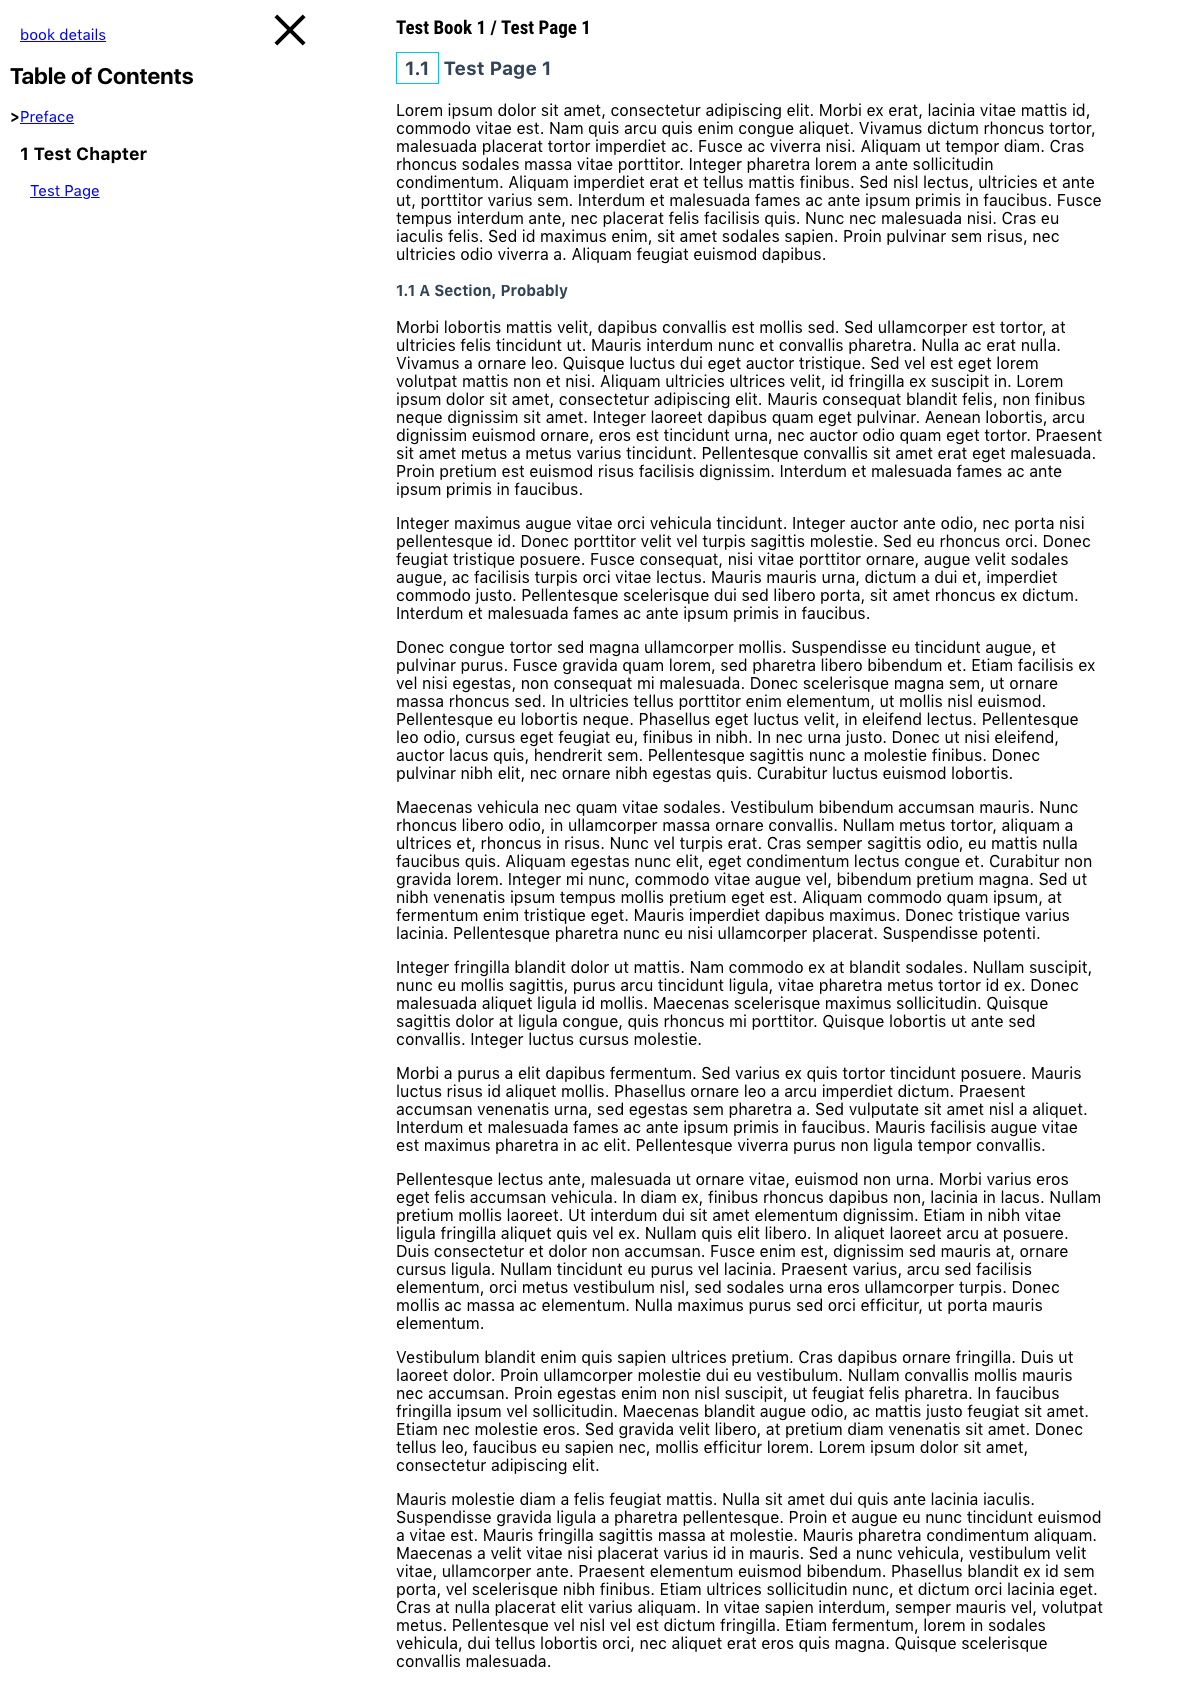 book details
Table of Contents
>Preface
1 Test Chapter
Test Page
Test Book 1 / Test Page 1
1.1 Test Page 1
Lorem ipsum dolor sit amet, consectetur adipiscing elit. Morbi ex erat, lacinia vitae mattis id,
commodo vitae est. Nam quis arcu quis enim congue aliquet. Vivamus dictum rhoncus tortor,
malesuada placerat tortor imperdiet ac. Fusce ac viverra nisi. Aliquam ut tempor diam. Cras
rhoncus sodales massa vitae porttitor. Integer pharetra lorem a ante sollicitudin
condimentum. Aliquam imperdiet erat et tellus mattis finibus. Sed nisl lectus, ultricies et ante
ut, porttitor varius sem. Interdum et malesuada fames ac ante ipsum primis in faucibus. Fusce
tempus interdum ante, nec placerat felis facilisis quis. Nunc nec malesuada nisi. Cras eu
iaculis felis. Sed id maximus enim, sit amet sodales sapien. Proin pulvinar sem risus, nec
ultricies odio viverra a. Aliquam feugiat euismod dapibus.
1.1 A Section, Probably
Morbi lobortis mattis velit, dapibus convallis est mollis sed. Sed ullamcorper est tortor, at
ultricies felis tincidunt ut. Mauris interdum nunc et convallis pharetra. Nulla ac erat nulla.
Vivamus a ornare leo. Quisque luctus dui eget auctor tristique. Sed vel est eget lorem
volutpat mattis non et nisi. Aliquam ultricies ultrices velit, id fringilla ex suscipit in. Lorem
ipsum dolor sit amet, consectetur adipiscing elit. Mauris consequat blandit felis, non finibus
neque dignissim sit amet. Integer laoreet dapibus quam eget pulvinar. Aenean lobortis, arcu
dignissim euismod ornare, eros est tincidunt urna, nec auctor odio quam eget tortor. Praesent
sit amet metus a metus varius tincidunt. Pellentesque convallis sit amet erat eget malesuada.
Proin pretium est euismod risus facilisis dignissim. Interdum et malesuada fames ac ante
ipsum primis in faucibus.
Integer maximus augue vitae orci vehicula tincidunt. Integer auctor ante odio, nec porta nisi
pellentesque id. Donec porttitor velit vel turpis sagittis molestie. Sed eu rhoncus orci. Donec
feugiat tristique posuere. Fusce consequat, nisi vitae porttitor ornare, augue velit sodales
augue, ac facilisis turpis orci vitae lectus. Mauris mauris urna, dictum a dui et, imperdiet
commodo justo. Pellentesque scelerisque dui sed libero porta, sit amet rhoncus ex dictum.
Interdum et malesuada fames ac ante ipsum primis in faucibus.
Donec congue tortor sed magna ullamcorper mollis. Suspendisse eu tincidunt augue, et
pulvinar purus. Fusce gravida quam lorem, sed pharetra libero bibendum et. Etiam facilisis ex
vel nisi egestas, non consequat mi malesuada. Donec scelerisque magna sem, ut ornare
massa rhoncus sed. In ultricies tellus porttitor enim elementum, ut mollis nisl euismod.
Pellentesque eu lobortis neque. Phasellus eget luctus velit, in eleifend lectus. Pellentesque
leo odio, cursus eget feugiat eu, finibus in nibh. In nec urna justo. Donec ut nisi eleifend,
auctor lacus quis, hendrerit sem. Pellentesque sagittis nunc a molestie finibus. Donec
pulvinar nibh elit, nec ornare nibh egestas quis. Curabitur luctus euismod lobortis.
Maecenas vehicula nec quam vitae sodales. Vestibulum bibendum accumsan mauris. Nunc
rhoncus libero odio, in ullamcorper massa ornare convallis. Nullam metus tortor, aliquam a
ultrices et, rhoncus in risus. Nunc vel turpis erat. Cras semper sagittis odio, eu mattis nulla
faucibus quis. Aliquam egestas nunc elit, eget condimentum lectus congue et. Curabitur non
gravida lorem. Integer mi nunc, commodo vitae augue vel, bibendum pretium magna. Sed ut
nibh venenatis ipsum tempus mollis pretium eget est. Aliquam commodo quam ipsum, at
fermentum enim tristique eget. Mauris imperdiet dapibus maximus. Donec tristique varius
lacinia. Pellentesque pharetra nunc eu nisi ullamcorper placerat. Suspendisse potenti.
Integer fringilla blandit dolor ut mattis. Nam commodo ex at blandit sodales. Nullam suscipit,
nunc eu mollis sagittis, purus arcu tincidunt ligula, vitae pharetra metus tortor id ex. Donec
malesuada aliquet ligula id mollis. Maecenas scelerisque maximus sollicitudin. Quisque
sagittis dolor at ligula congue, quis rhoncus mi porttitor. Quisque lobortis ut ante sed
convallis. Integer luctus cursus molestie.
Morbi a purus a elit dapibus fermentum. Sed varius ex quis tortor tincidunt posuere. Mauris
luctus risus id aliquet mollis. Phasellus ornare leo a arcu imperdiet dictum. Praesent
accumsan venenatis urna, sed egestas sem pharetra a. Sed vulputate sit amet nisl a aliquet.
Interdum et malesuada fames ac ante ipsum primis in faucibus. Mauris facilisis augue vitae
est maximus pharetra in ac elit. Pellentesque viverra purus non ligula tempor convallis.
Pellentesque lectus ante, malesuada ut ornare vitae, euismod non urna. Morbi varius eros
eget felis accumsan vehicula. In diam ex, finibus rhoncus dapibus non, lacinia in lacus. Nullam
pretium mollis laoreet. Ut interdum dui sit amet elementum dignissim. Etiam in nibh vitae
ligula fringilla aliquet quis vel ex. Nullam quis elit libero. In aliquet laoreet arcu at posuere.
Duis consectetur et dolor non accumsan. Fusce enim est, dignissim sed mauris at, ornare
cursus ligula. Nullam tincidunt eu purus vel lacinia. Praesent varius, arcu sed facilisis
elementum, orci metus vestibulum nisl, sed sodales urna eros ullamcorper turpis. Donec
mollis ac massa ac elementum. Nulla maximus purus sed orci efficitur, ut porta mauris
elementum.
Vestibulum blandit enim quis sapien ultrices pretium. Cras dapibus ornare fringilla. Duis ut
laoreet dolor. Proin ullamcorper molestie dui eu vestibulum. Nullam convallis mollis mauris
nec accumsan. Proin egestas enim non nisl suscipit, ut feugiat felis pharetra. In faucibus
fringilla ipsum vel sollicitudin. Maecenas blandit augue odio, ac mattis justo feugiat sit amet.
Etiam nec molestie eros. Sed gravida velit libero, at pretium diam venenatis sit amet. Donec
tellus leo, faucibus eu sapien nec, mollis efficitur lorem. Lorem ipsum dolor sit amet,
consectetur adipiscing elit.
Mauris molestie diam a felis feugiat mattis. Nulla sit amet dui quis ante lacinia iaculis.
Suspendisse gravida ligula a pharetra pellentesque. Proin et augue eu nunc tincidunt euismod
a vitae est. Mauris fringilla sagittis massa at molestie. Mauris pharetra condimentum aliquam.
Maecenas a velit vitae nisi placerat varius id in mauris. Sed a nunc vehicula, vestibulum velit
vitae, ullamcorper ante. Praesent elementum euismod bibendum. Phasellus blandit ex id sem
porta, vel scelerisque nibh finibus. Etiam ultrices sollicitudin nunc, et dictum orci lacinia eget.
Cras at nulla placerat elit varius aliquam. In vitae sapien interdum, semper mauris vel, volutpat
metus. Pellentesque vel nisl vel est dictum fringilla. Etiam fermentum, lorem in sodales
vehicula, dui tellus lobortis orci, nec aliquet erat eros quis magna. Quisque scelerisque
convallis malesuada.